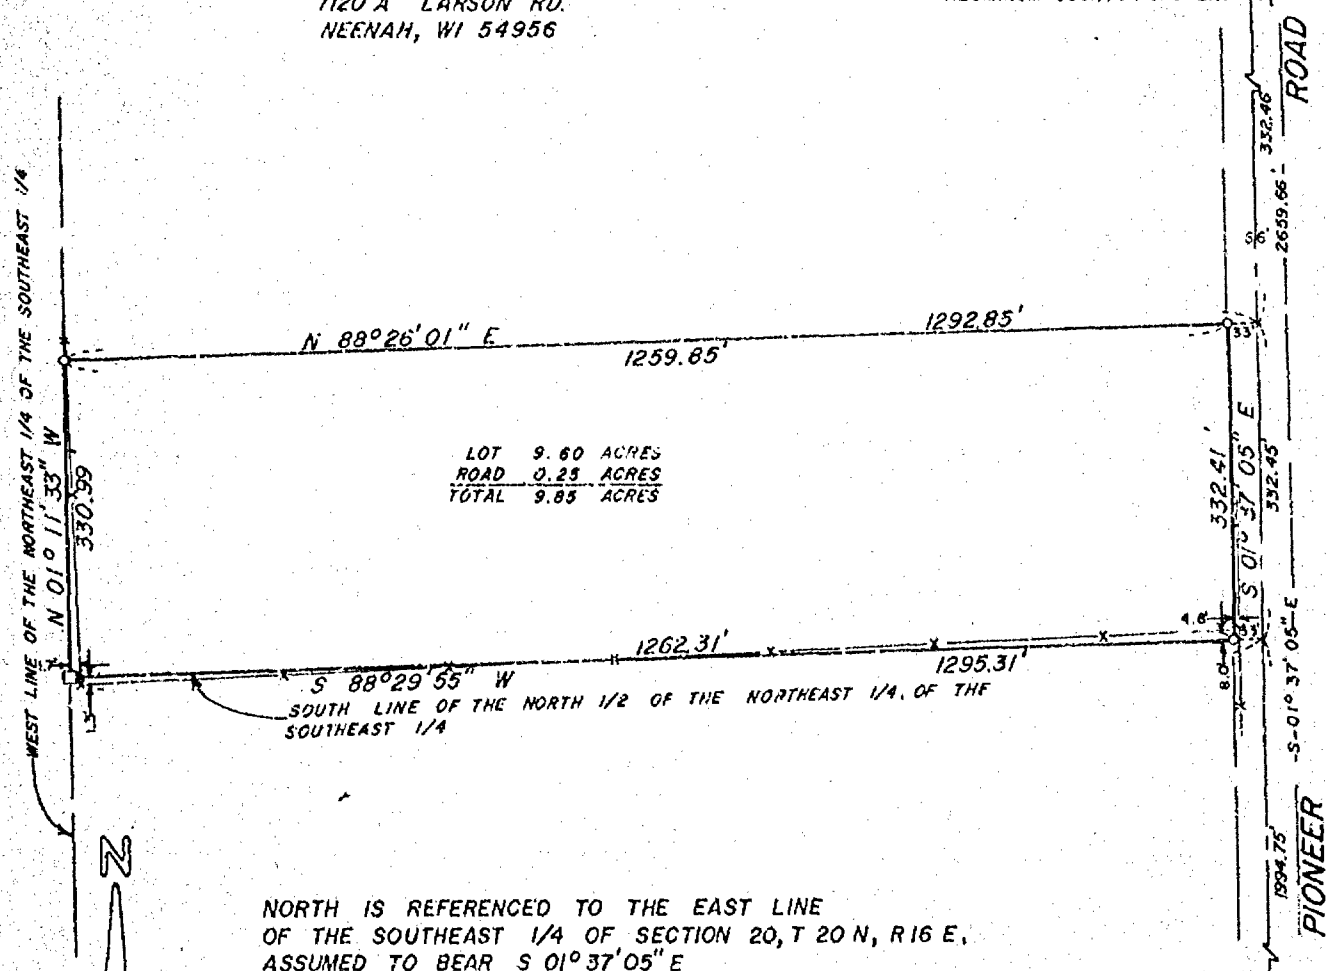 7120 A LARSON RD.
NEENAH, WI 54956
ROAD
332.46
2659.66'
56'
WEST LINE OF THE NORTHEAST 1/4 OF THE SOUTHEAST 1/4
N 88°26'01" E
1292.85'
1259.85'
33'
N 01° 11' 33" W
330.99
LOT 9.60 ACRES
ROAD 0.25 ACRES
TOTAL 9.85 ACRES
332.41'
S 01° 37' 05" E
332.45'
4.8
1262.31'
1295.31'
33'
8.0
S 88°29'55" W
SOUTH LINE OF THE NORTH 1/2 OF THE NORTHEAST 1/4, OF THE
SOUTHEAST 1/4
1.3
S-01° 37' 05"-E
PIONEER
1994.75'
N
NORTH IS REFERENCED TO THE EAST LINE
OF THE SOUTHEAST 1/4 OF SECTION 20, T 20 N, R 16 E,
ASSUMED TO BEAR S 01° 37' 05" E